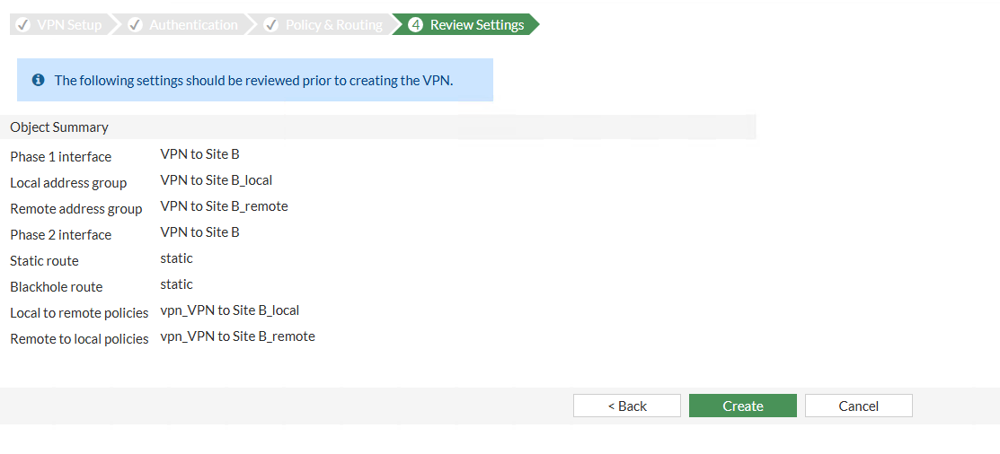 VPN Setup Authentication Policy & Routing 4 Review Settings
The following settings should be reviewed prior to creating the VPN.
Object Summary
Phase 1 interface VPN to Site B
Local address group VPN to Site B_local
Remote address group VPN to Site B_remote
Phase 2 interface VPN to Site B
Static route static
Blackhole route static
Local to remote policies vpn_VPN to Site B_local
Remote to local policies vpn_VPN to Site B_remote
< Back Create Cancel